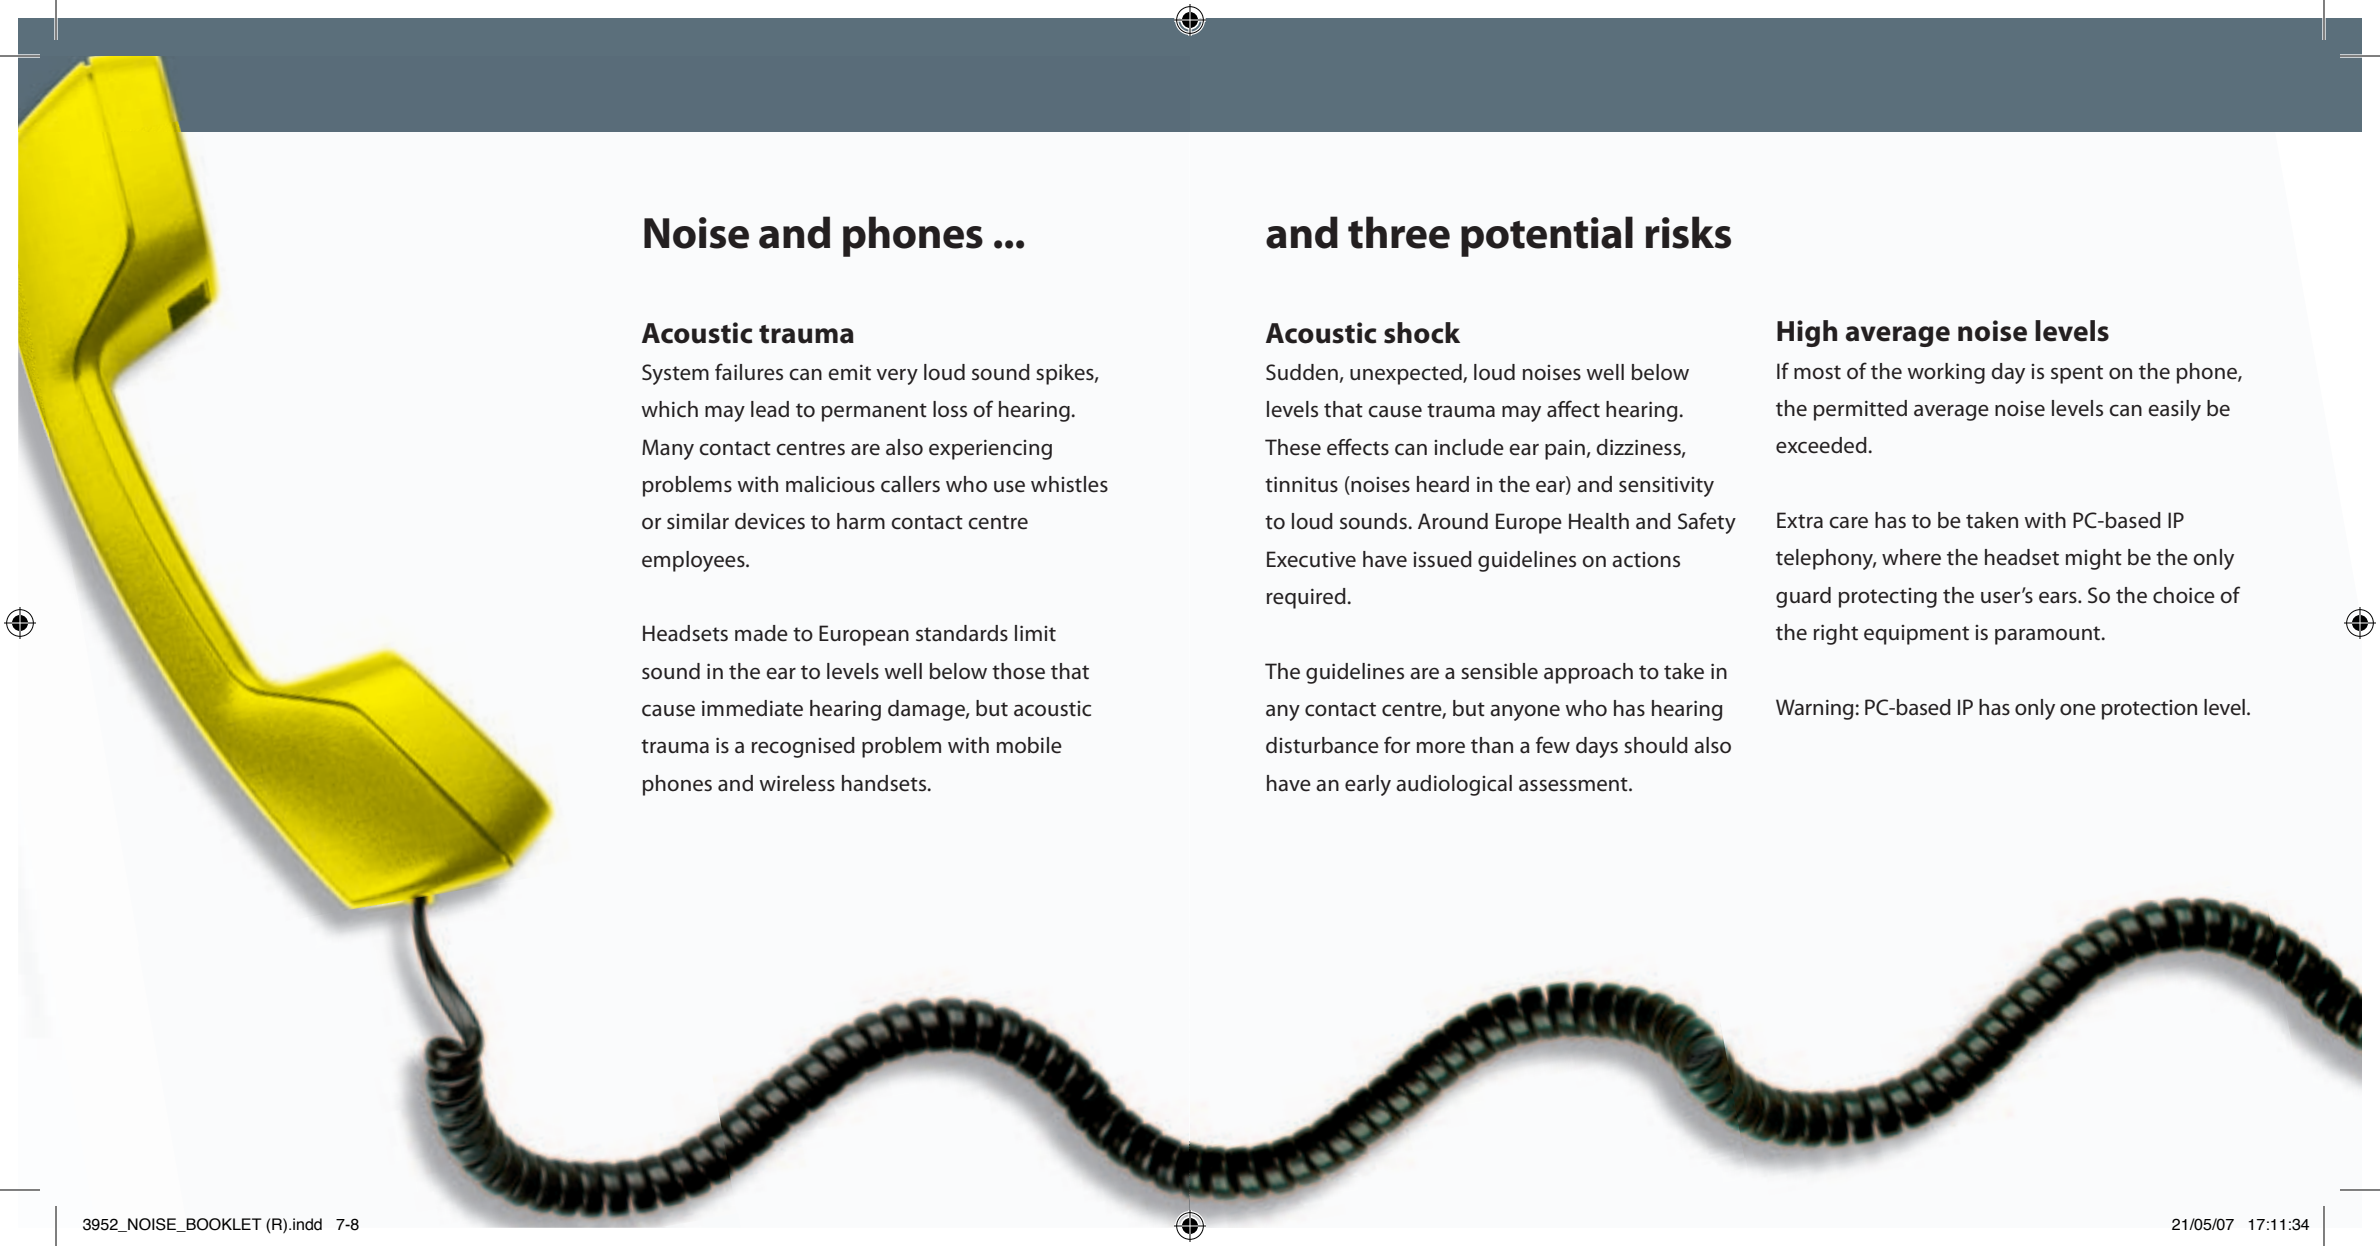 Noise and phones ...
and three potential risks
Acoustic trauma
System failures can emit very loud sound spikes,
which may lead to permanent loss of hearing.
Many contact centres are also experiencing
problems with malicious callers who use whistles
or similar devices to harm contact centre
employees.
Headsets made to European standards limit
sound in the ear to levels well below those that
cause immediate hearing damage, but acoustic
trauma is a recognised problem with mobile
phones and wireless handsets.
Acoustic shock
Sudden, unexpected, loud noises well below
levels that cause trauma may affect hearing.
These effects can include ear pain, dizziness,
tinnitus (noises heard in the ear) and sensitivity
to loud sounds. Around Europe Health and Safety
Executive have issued guidelines on actions
required.
The guidelines are a sensible approach to take in
any contact centre, but anyone who has hearing
disturbance for more than a few days should also
have an early audiological assessment.
High average noise levels
If most of the working day is spent on the phone,
the permitted average noise levels can easily be
exceeded.
Extra care has to be taken with PC-based IP
telephony, where the headset might be the only
guard protecting the user’s ears. So the choice of
the right equipment is paramount.
Warning: PC-based IP has only one protection level.
3952_NOISE_BOOKLET (R).indd 7-8
21/05/07 17:11:34